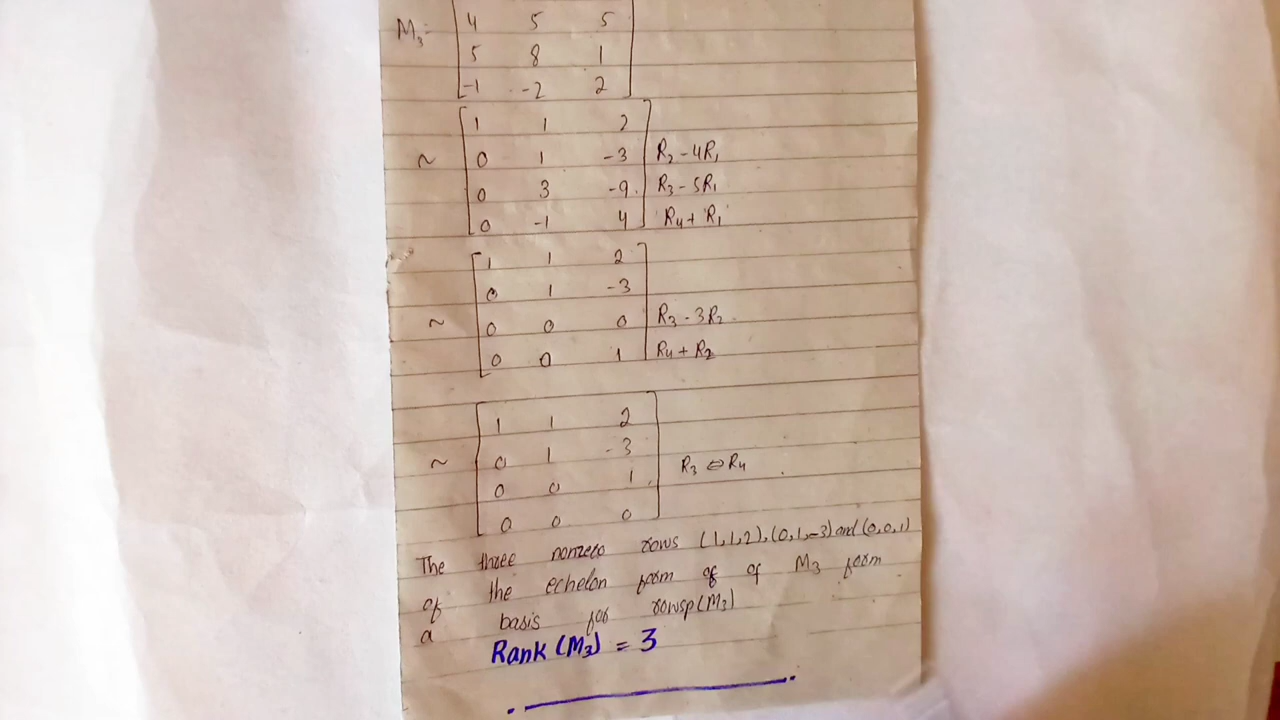 M₃= 4 5 5
5 8 1
-1 -2 2
1 1 2
~ 0 1 -3 R₂ - 4R₁
0 3 -9 R₃ - 5R₁
0 -1 4 R₄ + R₁
1 1 2
0 1 -3
~ 0 0 0 R₃ - 3R₂
0 0 1 R₄ + R₂
1 1 2
~ 0 1 -3
0 0 1 R₃ ⇔ R₄
0 0 0
The three nonzero rows (1,1,2), (0,1,-3) and (0,0,1)
of the echelon form of of M₃ form
a basis for rowsp(M₃)
Rank (M₃) = 3